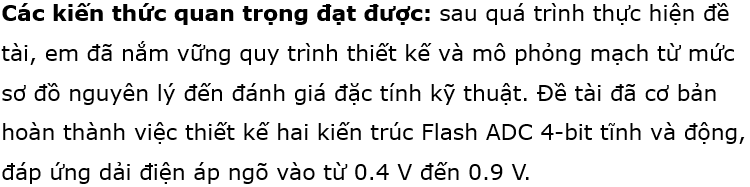 Các kiến thức quan trọng đạt được: sau quá trình thực hiện đề
tài, em đã nắm vững quy trình thiết kế và mô phỏng mạch từ mức
sơ đồ nguyên lý đến đánh giá đặc tính kỹ thuật. Đề tài đã cơ bản
hoàn thành việc thiết kế hai kiến trúc Flash ADC 4-bit tĩnh và động,
đáp ứng dải điện áp ngõ vào từ 0.4 V đến 0.9 V.